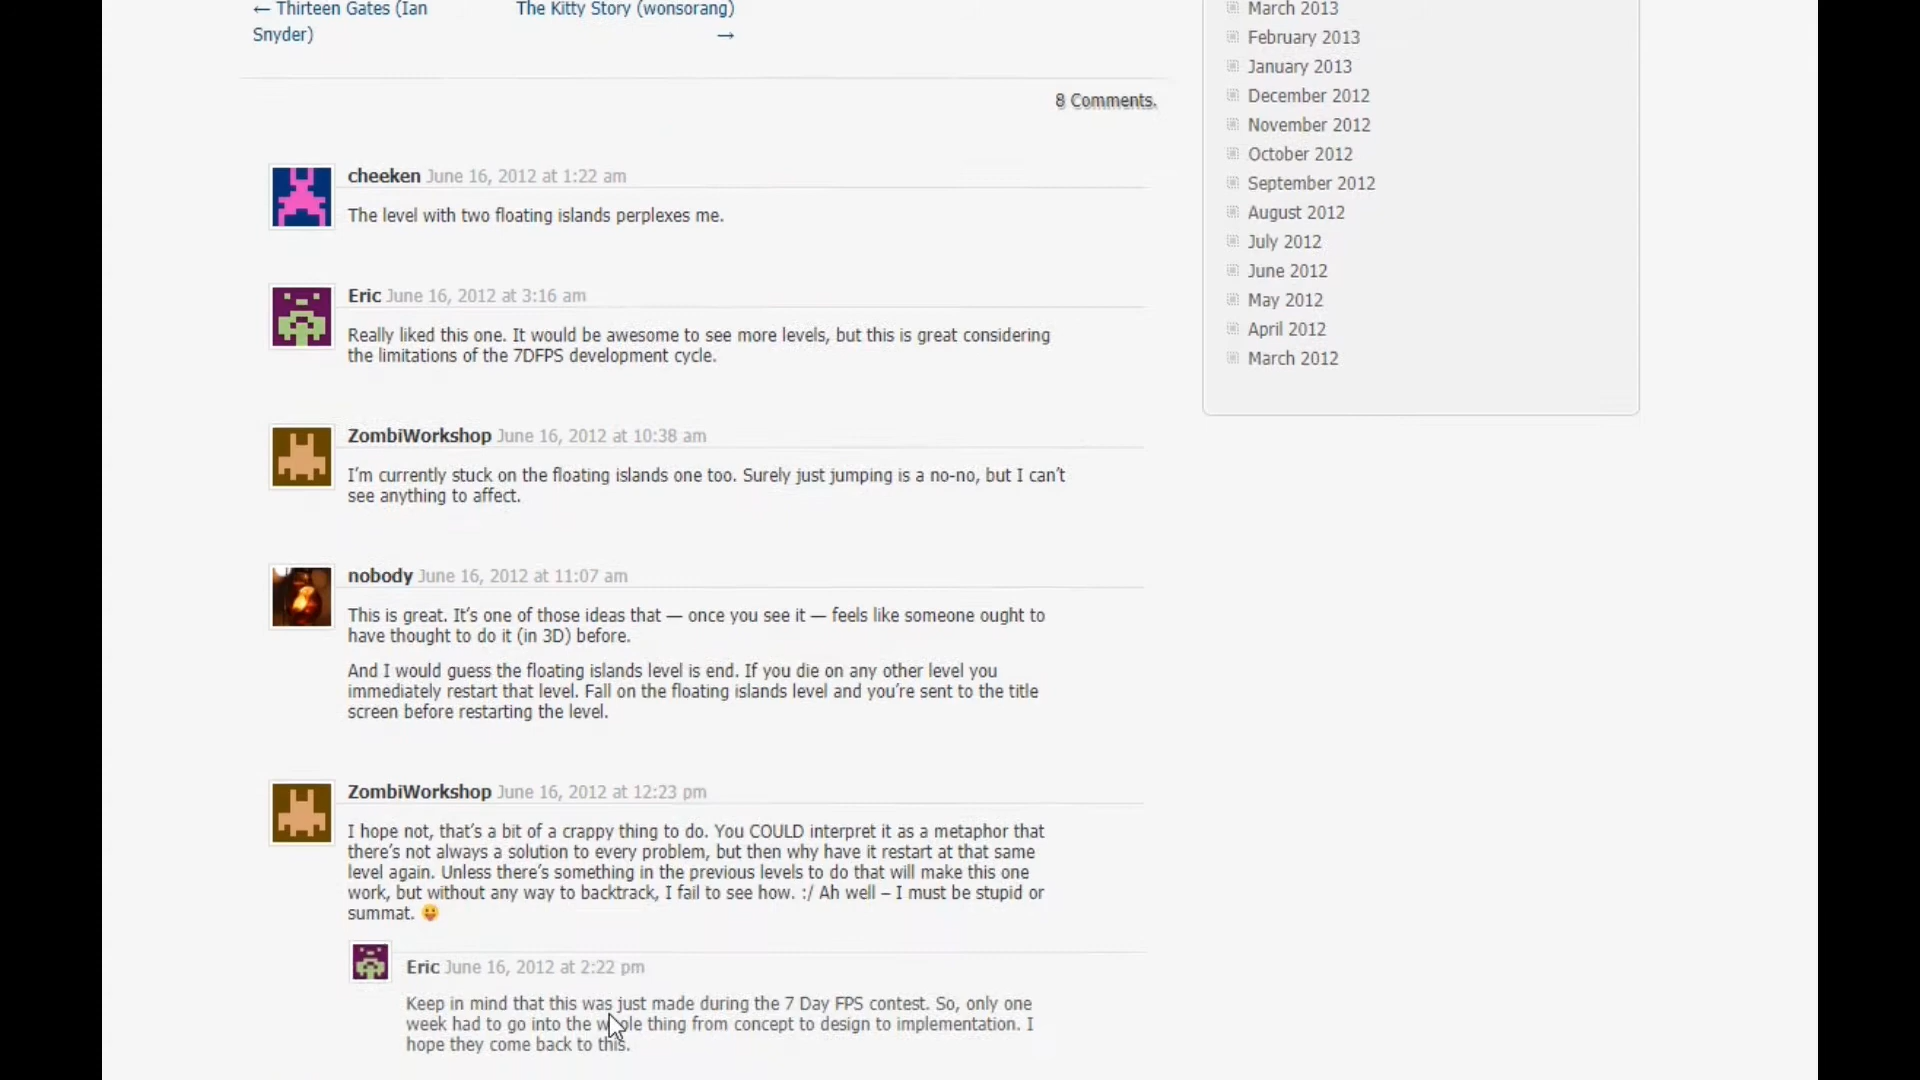 ← Thirteen Gates (Ian
Snyder)
The Kitty Story (wonsorang)
→
8 Comments.
cheeken June 16, 2012 at 1:22 am
The level with two floating islands perplexes me.
Eric June 16, 2012 at 3:16 am
Really liked this one. It would be awesome to see more levels, but this is great considering
the limitations of the 7DFPS development cycle.
ZombiWorkshop June 16, 2012 at 10:38 am
I'm currently stuck on the floating islands one too. Surely just jumping is a no-no, but I can't
see anything to affect.
nobody June 16, 2012 at 11:07 am
This is great. It's one of those ideas that — once you see it — feels like someone ought to
have thought to do it (in 3D) before.
And I would guess the floating islands level is end. If you die on any other level you
immediately restart that level. Fall on the floating islands level and you're sent to the title
screen before restarting the level.
ZombiWorkshop June 16, 2012 at 12:23 pm
I hope not, that's a bit of a crappy thing to do. You COULD interpret it as a metaphor that
there's not always a solution to every problem, but then why have it restart at that same
level again. Unless there's something in the previous levels to do that will make this one
work, but without any way to backtrack, I fail to see how. :/ Ah well – I must be stupid or
summat. 😛
Eric June 16, 2012 at 2:22 pm
Keep in mind that this was just made during the 7 Day FPS contest. So, only one
week had to go into the whole thing from concept to design to implementation. I
hope they come back to this.
March 2013
February 2013
January 2013
December 2012
November 2012
October 2012
September 2012
August 2012
July 2012
June 2012
May 2012
April 2012
March 2012